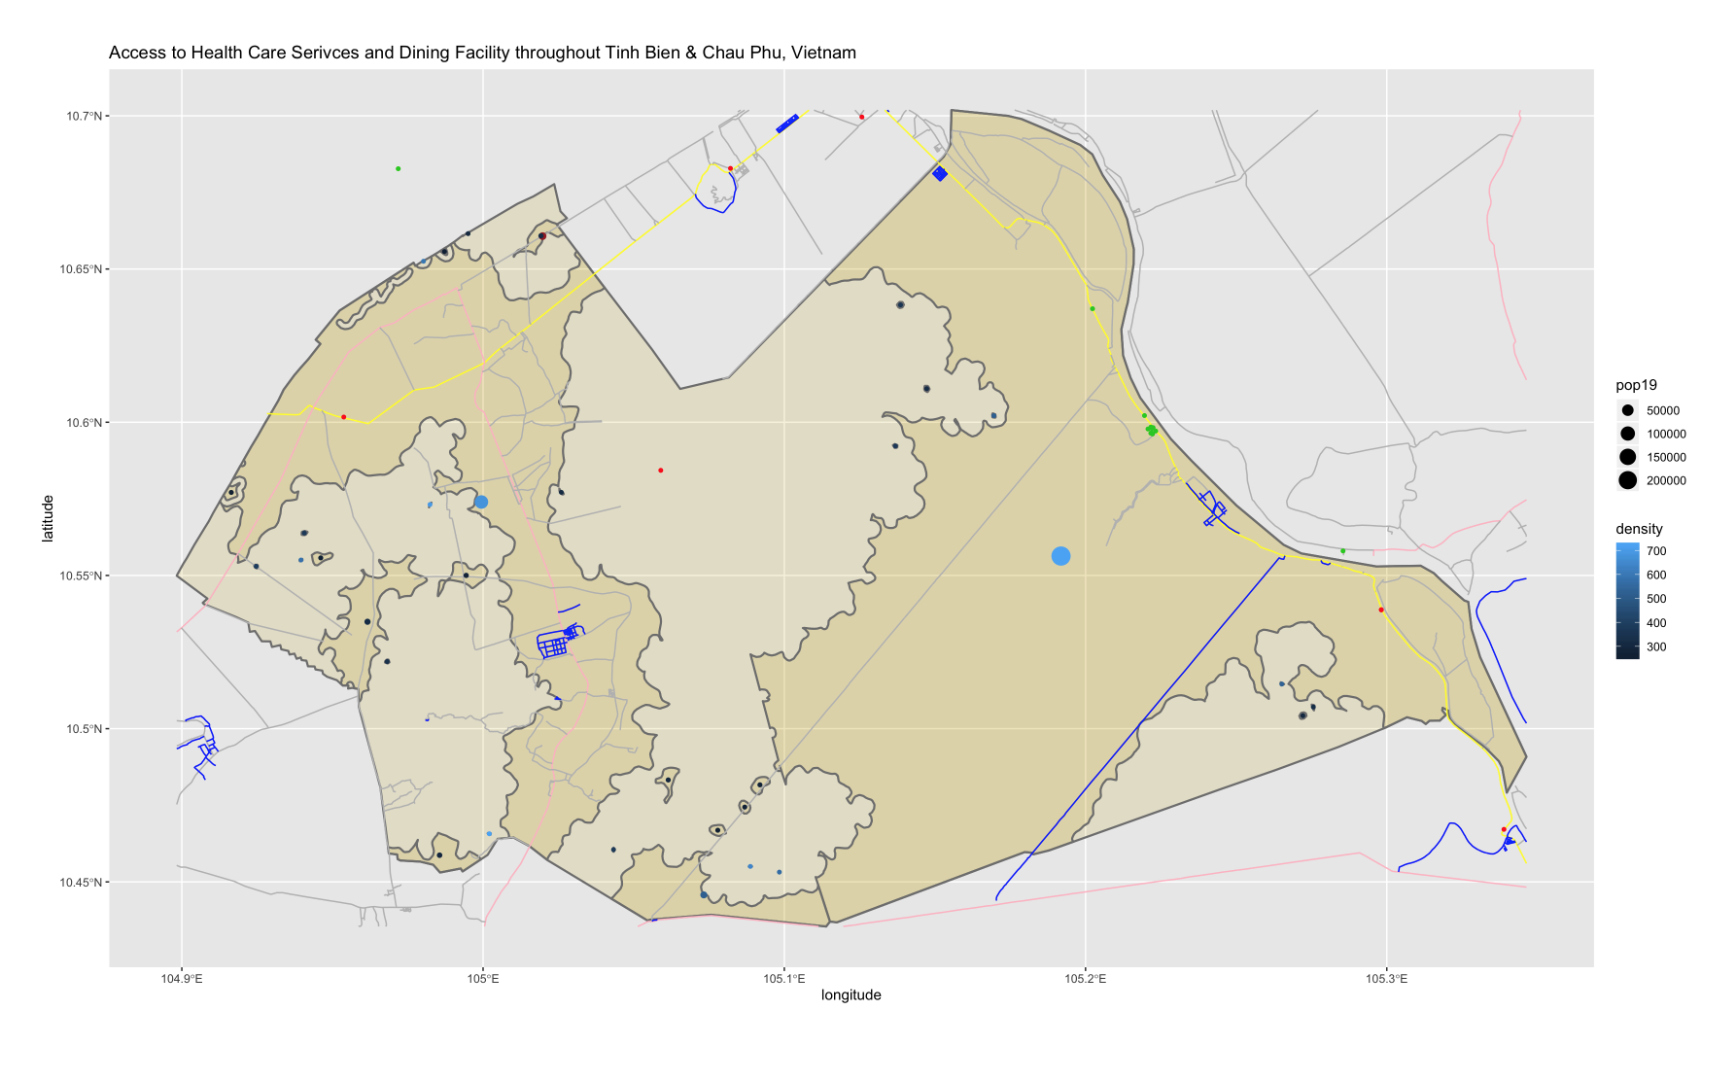 Access to Health Care Serivces and Dining Facility throughout Tinh Bien & Chau Phu, Vietnam
10.7°N
10.65°N
10.6°N
10.55°N
10.5°N
10.45°N
latitude
104.9°E
105°E
105.1°E
105.2°E
105.3°E
longitude
pop19
50000
100000
150000
200000
density
700
600
500
400
300